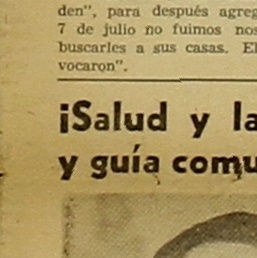 den", para después agreg
7 de julio no fuimos nos
buscarles a sus casas. El
vocaron".
¡Salud y la
y guía comu